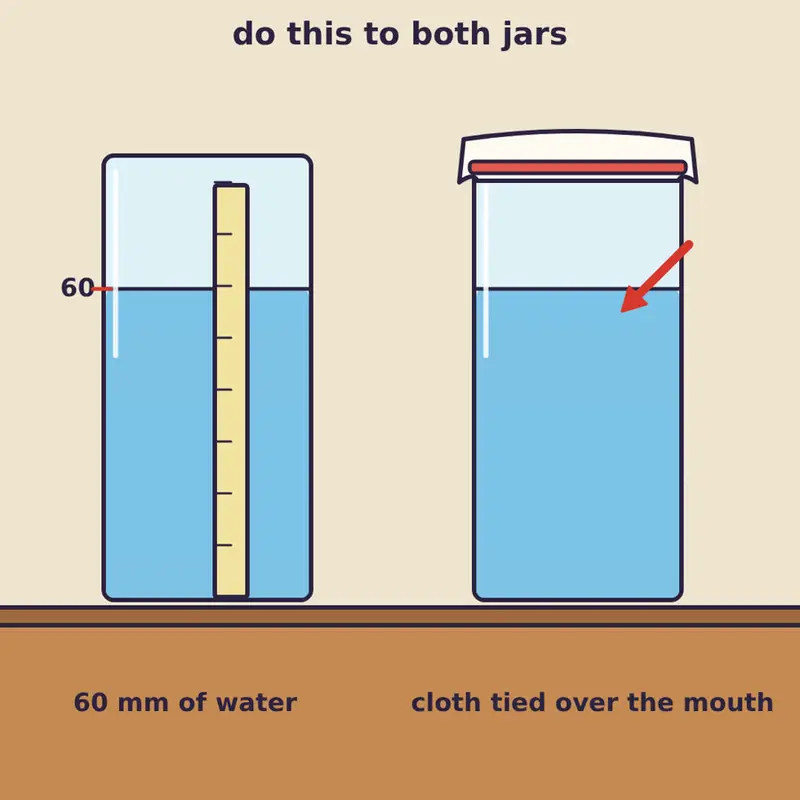 do this to both jars
60
60 mm of water
cloth tied over the mouth